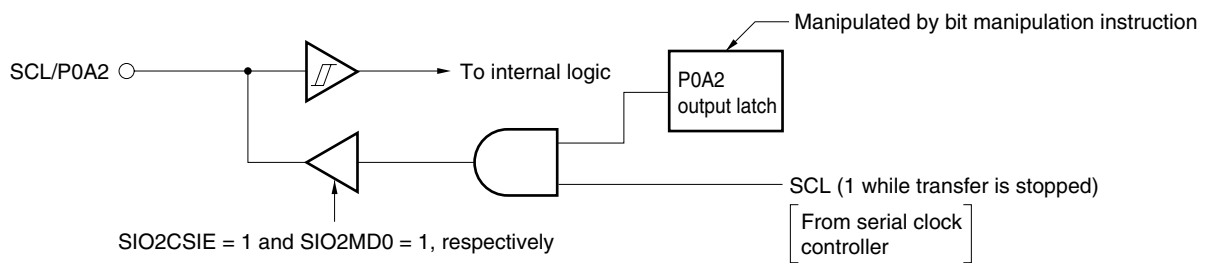 Manipulated by bit manipulation instruction
SCL/P0A2
To internal logic
P0A2
output latch
SCL (1 while transfer is stopped)
From serial clock
controller
SIO2CSIE = 1 and SIO2MD0 = 1, respectively